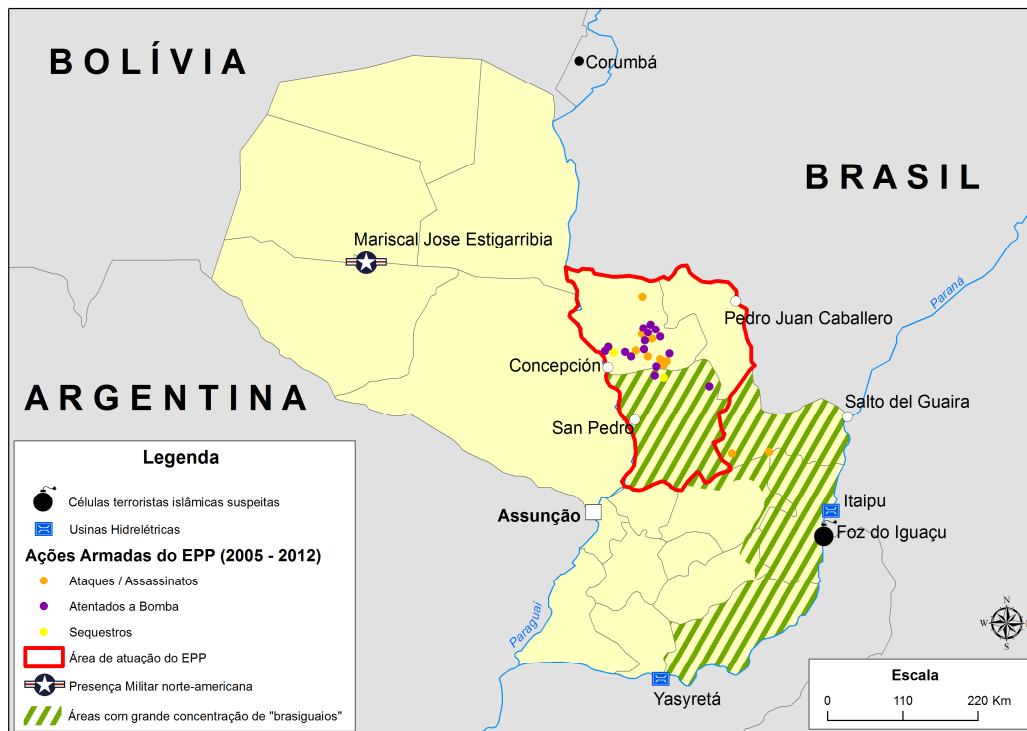 BOLÍVIA
Corumbá
BRASIL
Mariscal Jose Estigarribia
Paraná
Pedro Juan Caballero
Concepción
ARGENTINA
Salto del Guaira
San Pedro
Itaipu
Assunção
Foz do Iguaçu
Paraguai
Yasyretá
Legenda
Células terroristas islâmicas suspeitas
Usinas Hidrelétricas
Ações Armadas do EPP (2005 - 2012)
Ataques / Assassinatos
Atentados a Bomba
Sequestros
Área de atuação do EPP
Presença Militar norte-americana
Áreas com grande concentração de "brasiguaios"
N
W E
S
Escala
0 110 220 Km